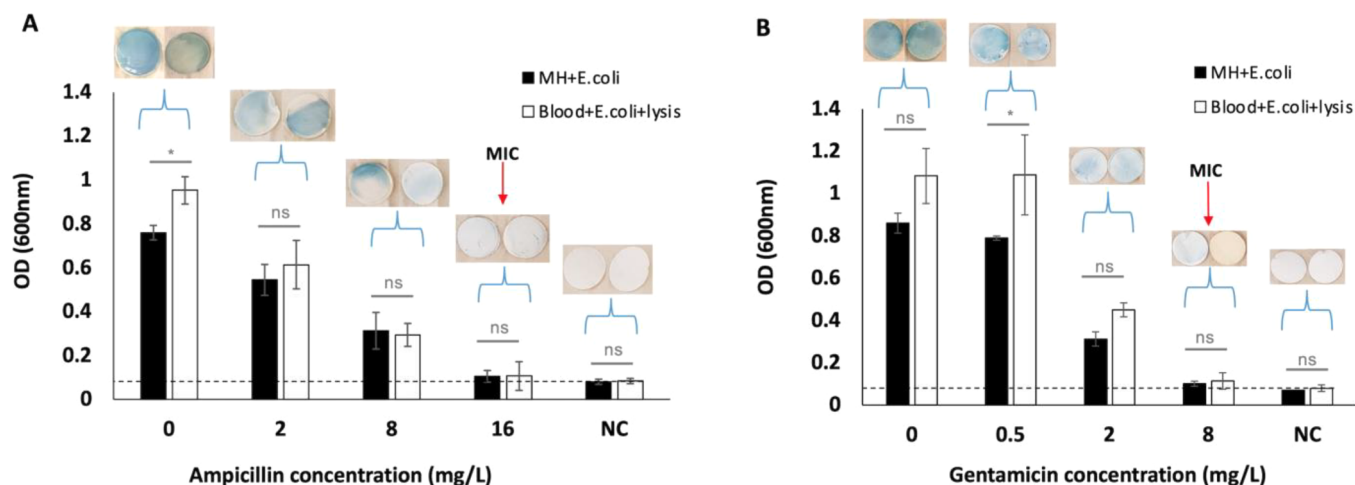 A
MH+E.coli
Blood+E.coli+lysis
OD (600nm)
1.4
1.2
1
0.8
0.6
0.4
0.2
0
*
ns
ns
MIC
ns
ns
0 2 8 16 NC
Ampicillin concentration (mg/L)
B
MH+E.coli
Blood+E.coli+lysis
OD (600nm)
1.4
1.2
1
0.8
0.6
0.4
0.2
0
ns
*
ns
MIC
ns
ns
0 0.5 2 8 NC
Gentamicin concentration (mg/L)